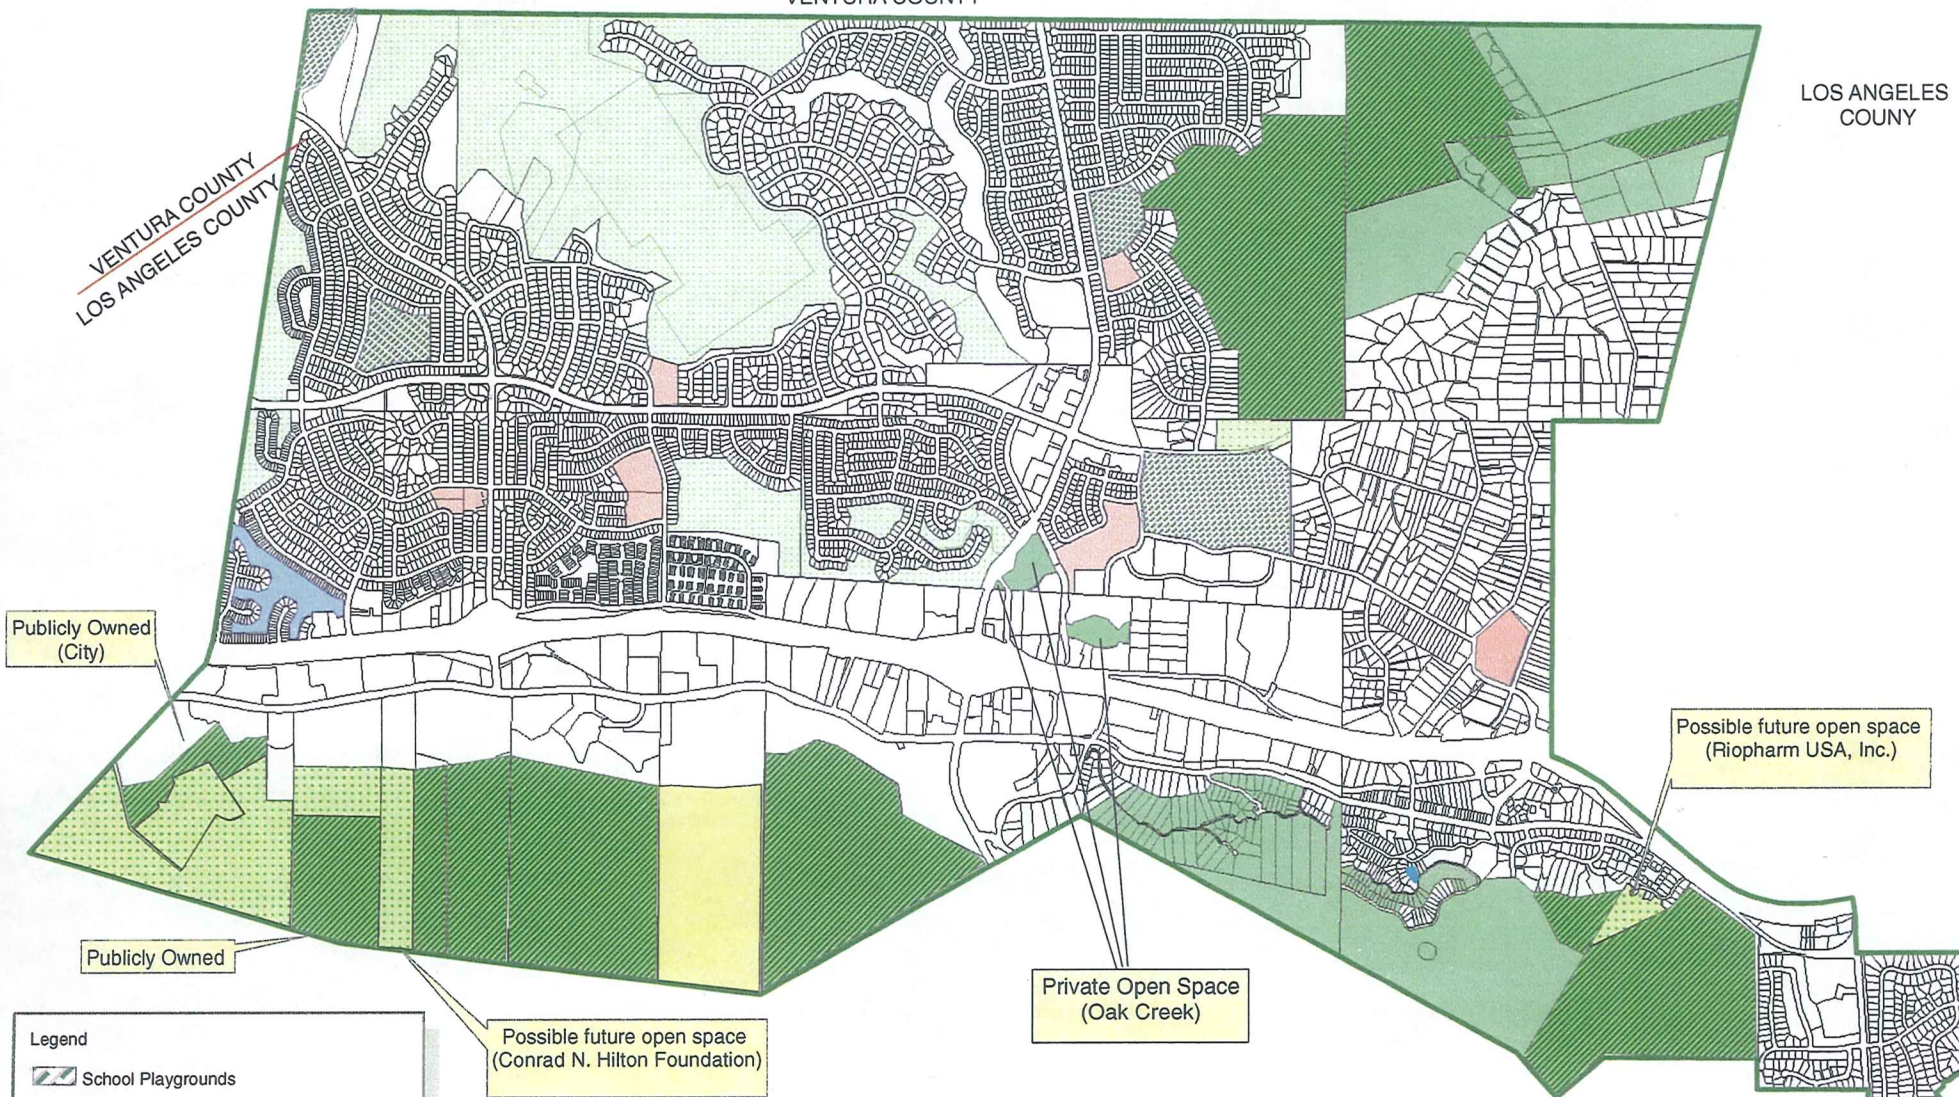 VENTURA COUNTY
LOS ANGELES
COUNY
VENTURA COUNTY
LOS ANGELES COUNTY
Publicly Owned
(City)
Possible future open space
(Riopharm USA, Inc.)
Publicly Owned
Private Open Space
(Oak Creek)
Possible future open space
(Conrad N. Hilton Foundation)
Legend
School Playgrounds